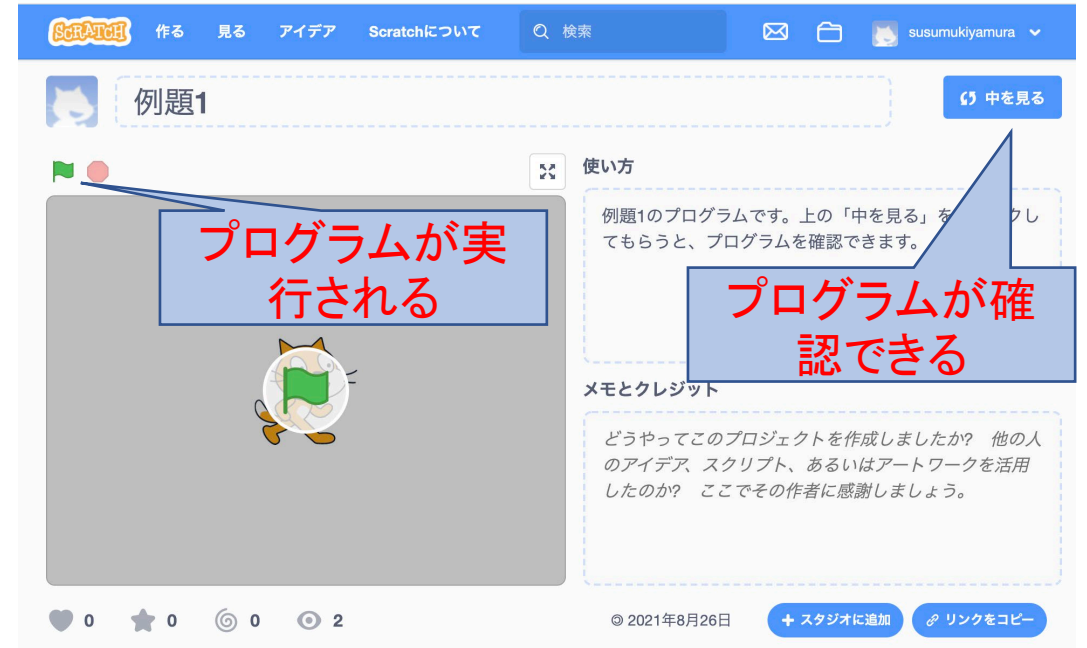 SCRATCH 作る 見る アイデア Scratchについて 検索 susumukiyamura
例題1
中を見る
使い方
例題1のプログラムです。上の「中を見る」を クし
てもらうと、プログラムを確認できます。
プログラムが実
行される
プログラムが確
認できる
メモとクレジット
どうやってこのプロジェクトを作成しましたか? 他の人
のアイデア、スクリプト、あるいはアートワークを活用
したのか? ここでその作者に感謝しましょう。
0 0 0 2
© 2021年8月26日
スタジオに追加
リンクをコピー